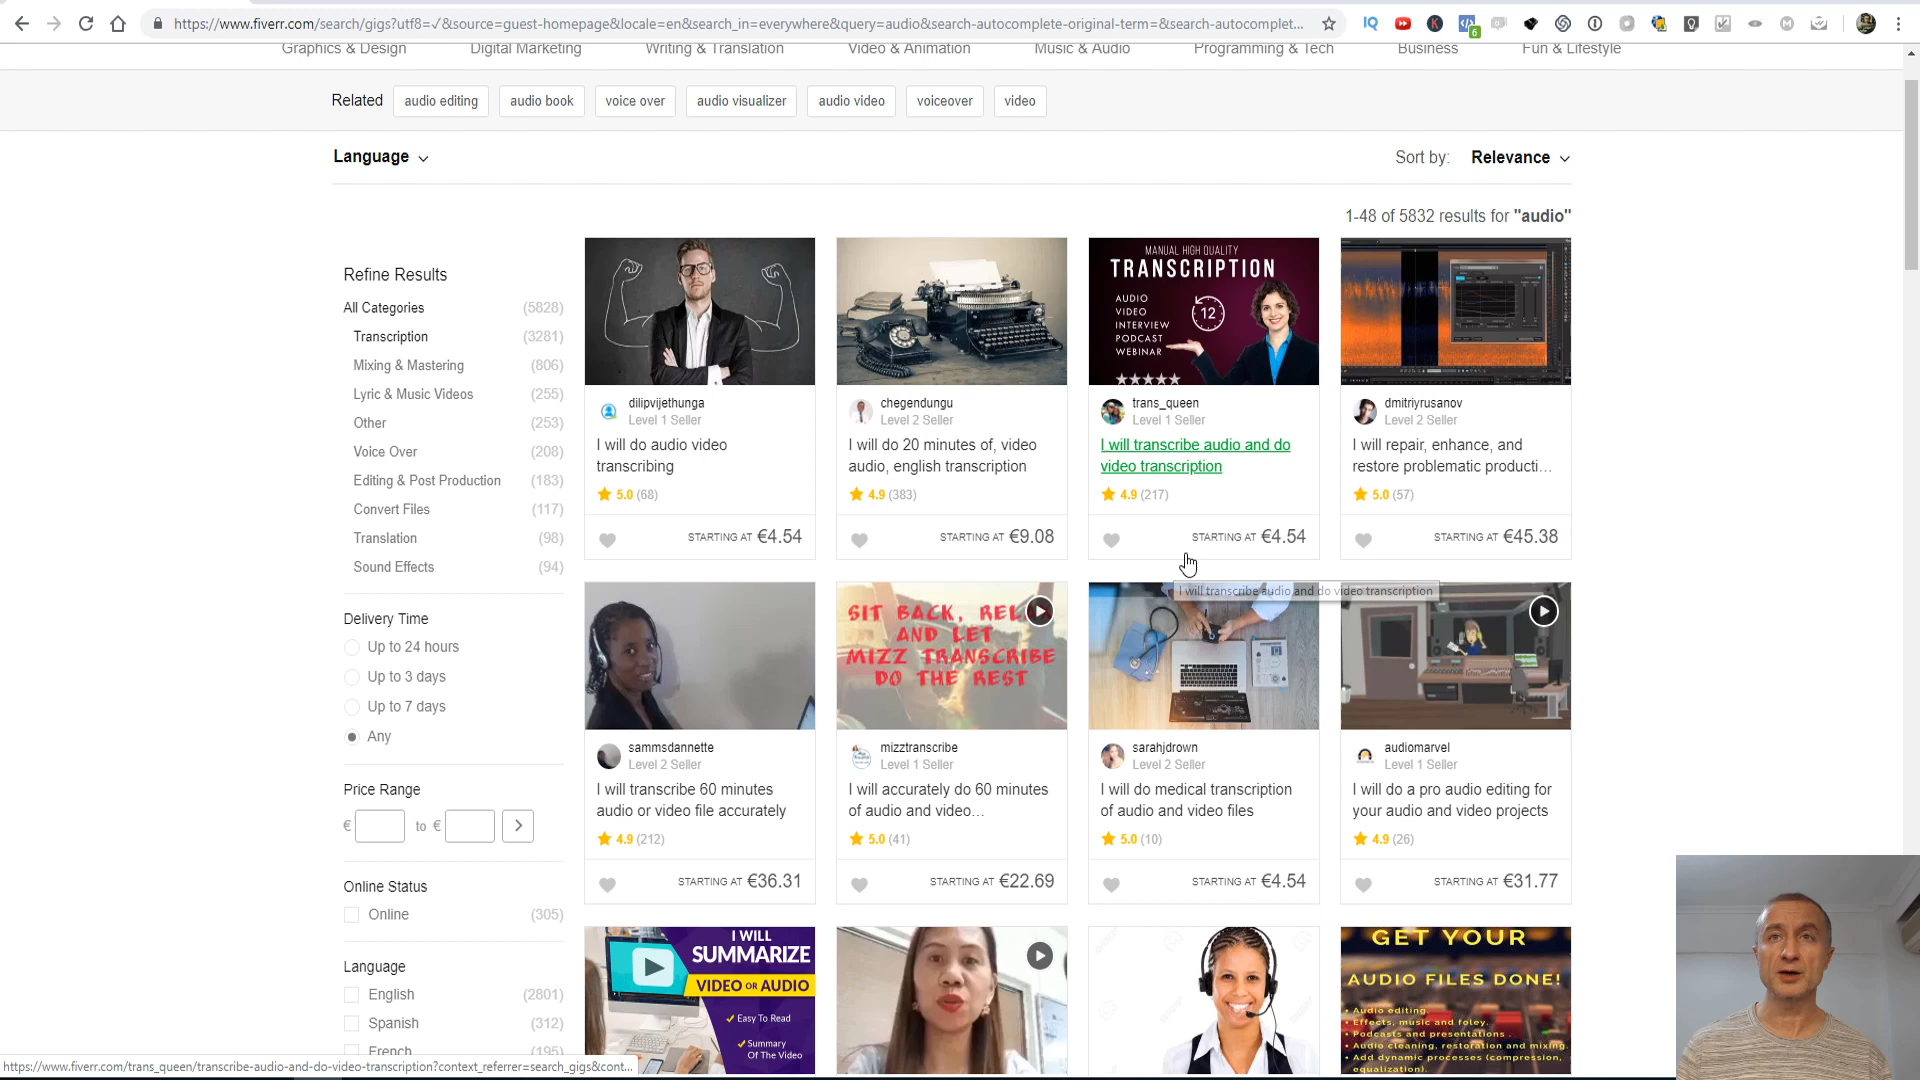 https://www.fiverr.com/search/gigs?utf8=✓&source=guest-homepage&locale=en&search_in=everywhere&query=audio&search-autocomplete-original-term=&search-autocomplet...
6
Graphics & Design
Digital Marketing
Writing & Translation
Video & Animation
Music & Audio
Programming & Tech
Business
Fun & Lifestyle
Related
audio editing
audio book
voice over
audio visualizer
audio video
voiceover
video
Language
Sort by: Relevance
1-48 of 5832 results for "audio"
Refine Results
All Categories (5828)
Transcription (3281)
Mixing & Mastering (806)
Lyric & Music Videos (255)
Other (253)
Voice Over (208)
Editing & Post Production (183)
Convert Files (117)
Translation (98)
Sound Effects (94)
Delivery Time
Up to 24 hours
Up to 3 days
Up to 7 days
Any
Price Range
€ to €
Online Status
Online (305)
Language
English (2801)
Spanish (312)
French (195)
dilipvijethunga
Level 1 Seller
I will do audio video
transcribing
5.0 (68)
STARTING AT €4.54
chegendungu
Level 2 Seller
I will do 20 minutes of, video
audio, english transcription
4.9 (383)
STARTING AT €9.08
MANUAL HIGH QUALITY
TRANSCRIPTION
AUDIO
VIDEO
INTERVIEW
PODCAST
WEBINAR
12
trans_queen
Level 1 Seller
I will transcribe audio and do
video transcription
4.9 (217)
STARTING AT €4.54
dmitriyrusanov
Level 2 Seller
I will repair, enhance, and
restore problematic producti...
5.0 (57)
STARTING AT €45.38
I will transcribe audio and do video transcription
sammsdannette
Level 2 Seller
I will transcribe 60 minutes
audio or video file accurately
4.9 (212)
STARTING AT €36.31
SIT BACK, REL
AND LET
MIZZ TRANSCRIBE
DO THE REST
mizztranscribe
Level 1 Seller
I will accurately do 60 minutes
of audio and video...
5.0 (41)
STARTING AT €22.69
sarahjdrown
Level 2 Seller
I will do medical transcription
of audio and video files
5.0 (10)
STARTING AT €4.54
audiomarvel
Level 1 Seller
I will do a pro audio editing for
your audio and video projects
4.9 (26)
STARTING AT €31.77
I WILL
SUMMARIZE
VIDEO OR AUDIO
Easy To Read
Summary
Of The Video
GET YOUR
AUDIO FILES DONE!
Audio editing.
Effects, music and foley.
Podcasts and presentations.
Audio cleaning, restoration and mixing.
Add dynamic processes (compression,
equalization).
https://www.fiverr.com/trans_queen/transcribe-audio-and-do-video-transcription?context_referrer=search_gigs&cont...